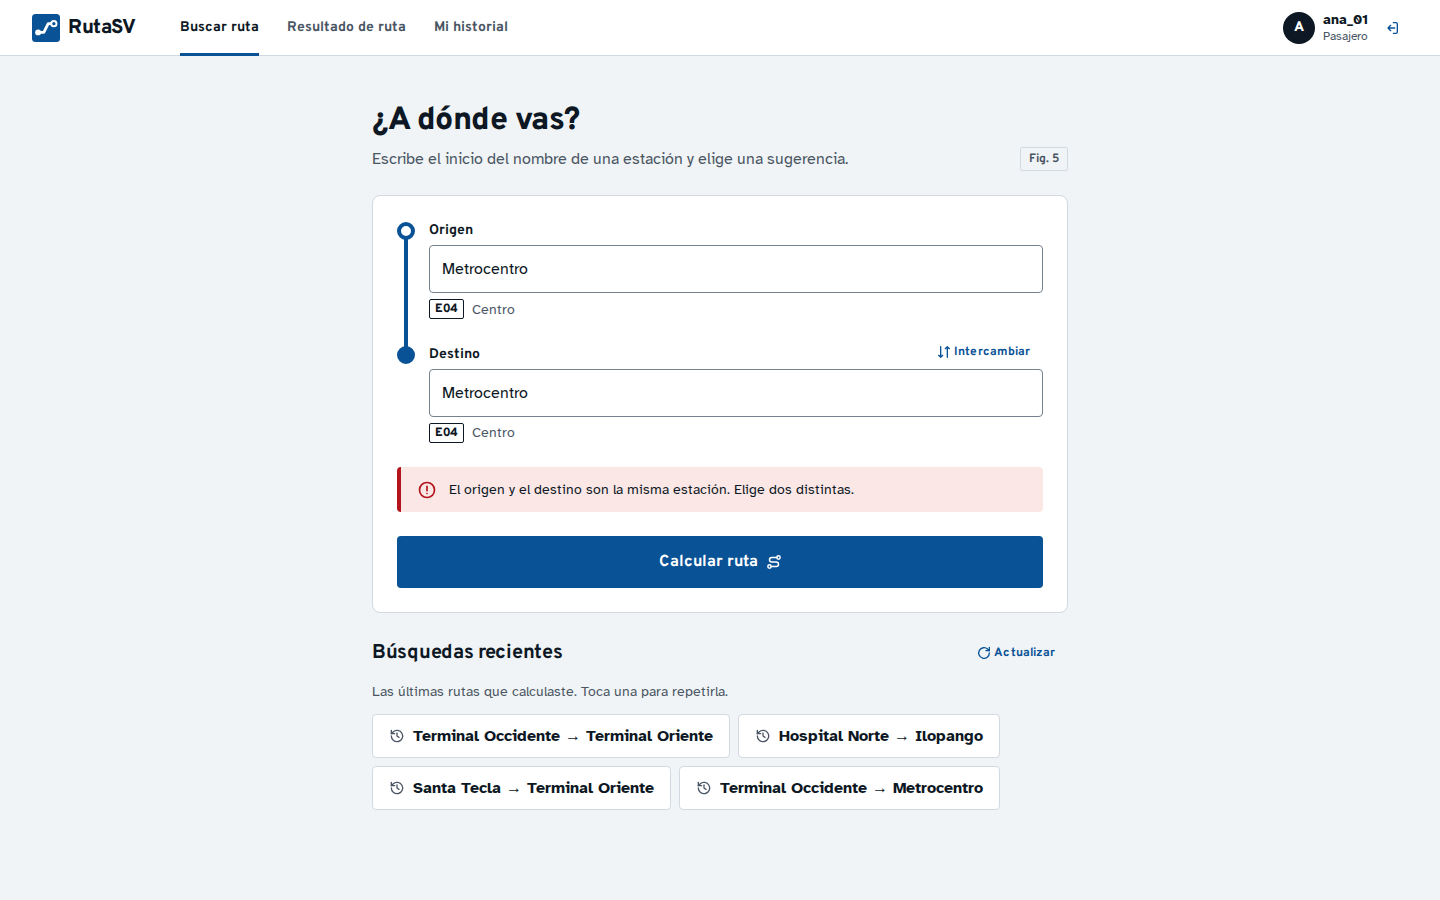 RutaSV
Buscar ruta
Resultado de ruta
Mi historial
A
ana_01
Pasajero
¿A dónde vas?
Escribe el inicio del nombre de una estación y elige una sugerencia.
Fig. 5
Origen
Metrocentro
E04 Centro
Destino
Intercambiar
Metrocentro
E04 Centro
El origen y el destino son la misma estación. Elige dos distintas.
Calcular ruta
Búsquedas recientes
Actualizar
Las últimas rutas que calculaste. Toca una para repetirla.
Terminal Occidente → Terminal Oriente
Hospital Norte → Ilopango
Santa Tecla → Terminal Oriente
Terminal Occidente → Metrocentro